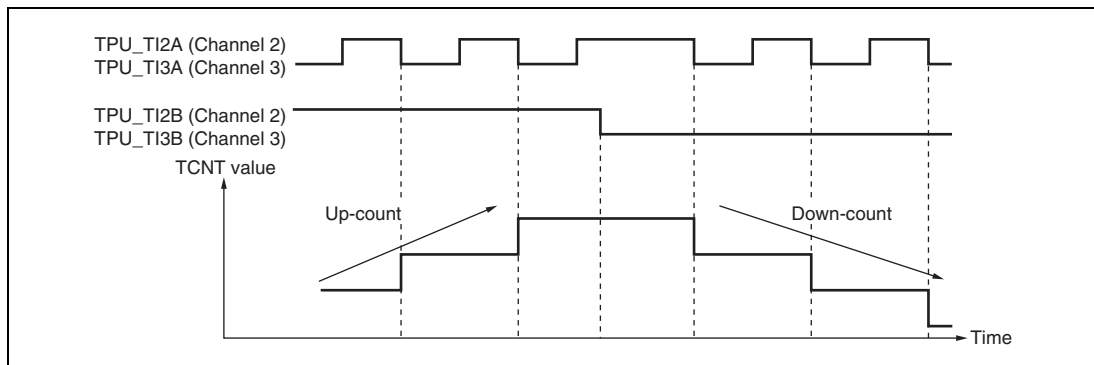 TPU_TI2A (Channel 2)
TPU_TI3A (Channel 3)
TPU_TI2B (Channel 2)
TPU_TI3B (Channel 3)
TCNT value
Up-count
Down-count
Time